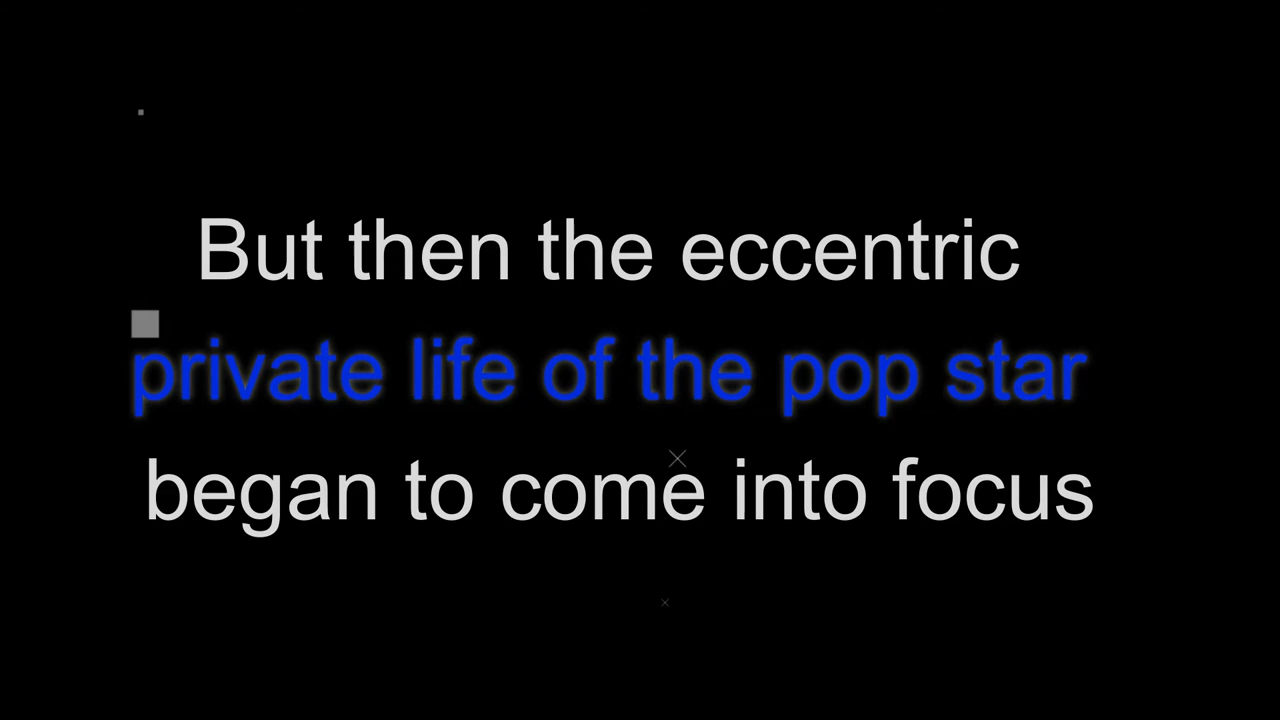 But then the eccentric
private life of the pop star
began to come into focus